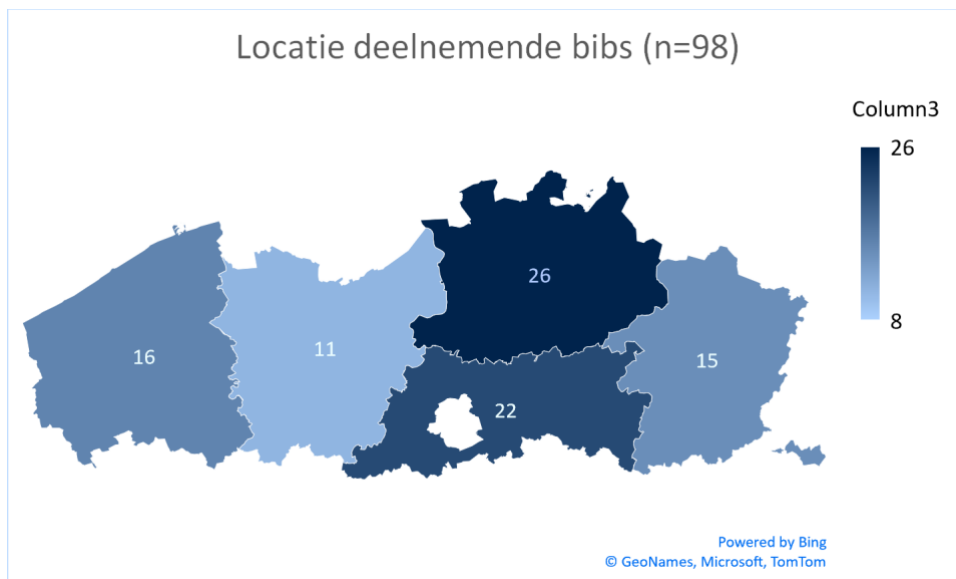 Locatie deelnemende bibs (n=98)
Column3
26
8
26
16
11
15
22
Powered by Bing
© GeoNames, Microsoft, TomTom